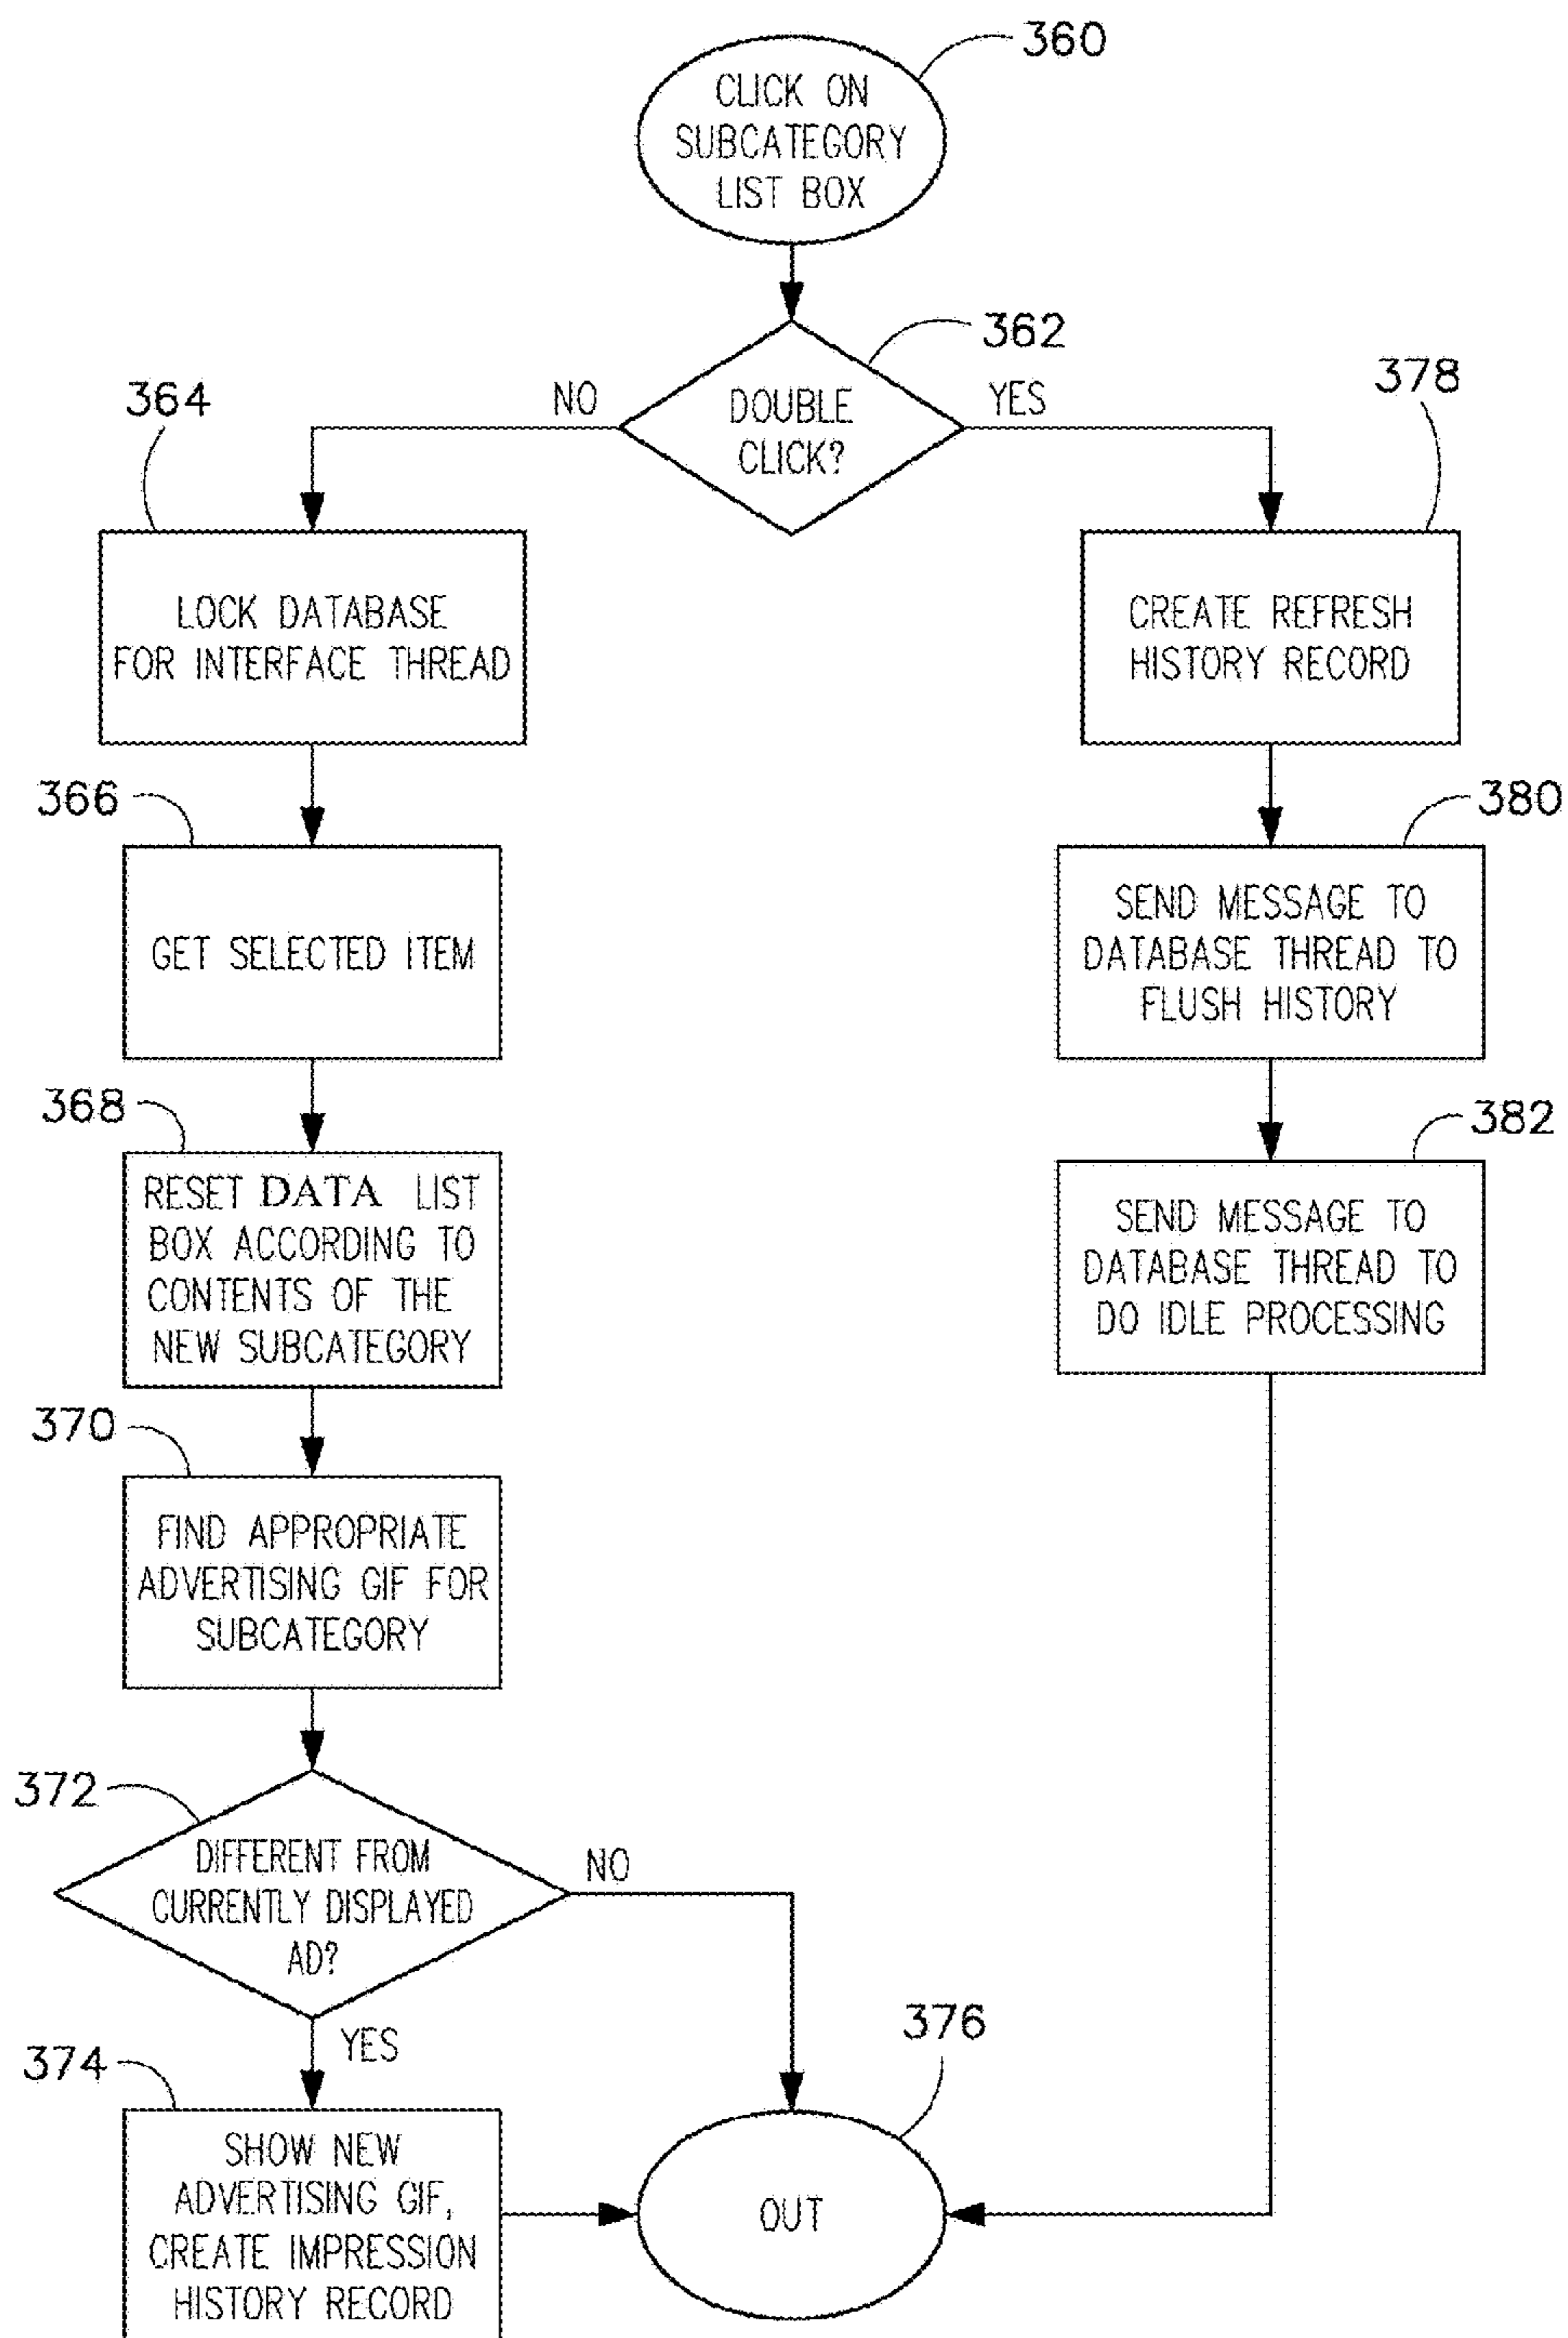 360
CLICK ON
SUBCATEGORY
LIST BOX
362
DOUBLE
CLICK?
NO
YES
364
LOCK DATABASE
FOR INTERFACE THREAD
378
CREATE REFRESH
HISTORY RECORD
366
GET SELECTED ITEM
380
SEND MESSAGE TO
DATABASE THREAD TO
FLUSH HISTORY
368
RESET DATA LIST
BOX ACCORDING TO
CONTENTS OF THE
NEW SUBCATEGORY
382
SEND MESSAGE TO
DATABASE THREAD TO
DO IDLE PROCESSING
370
FIND APPROPRIATE
ADVERTISING GIF FOR
SUBCATEGORY
372
DIFFERENT FROM
CURRENTLY DISPLAYED
AD?
NO
YES
374
SHOW NEW
ADVERTISING GIF,
CREATE IMPRESSION
HISTORY RECORD
376
OUT